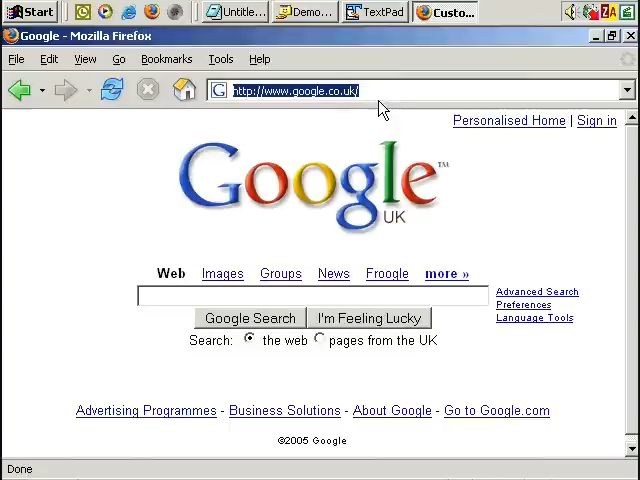 Start Untitle... Demo... TextPad Custo...
Google - Mozilla Firefox
File Edit View Go Bookmarks Tools Help
http://www.google.co.uk/
Personalised Home | Sign in
Google™
UK
Web Images Groups News Froogle more »
Advanced Search
Preferences
Language Tools
Google Search I'm Feeling Lucky
Search: the web pages from the UK
Advertising Programmes - Business Solutions - About Google - Go to Google.com
©2005 Google
Done